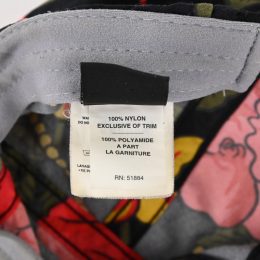 100% NYLON
EXCLUSIVE OF TRIM
100% POLYAMIDE
A PART
LA GARNITURE
RN: 51884